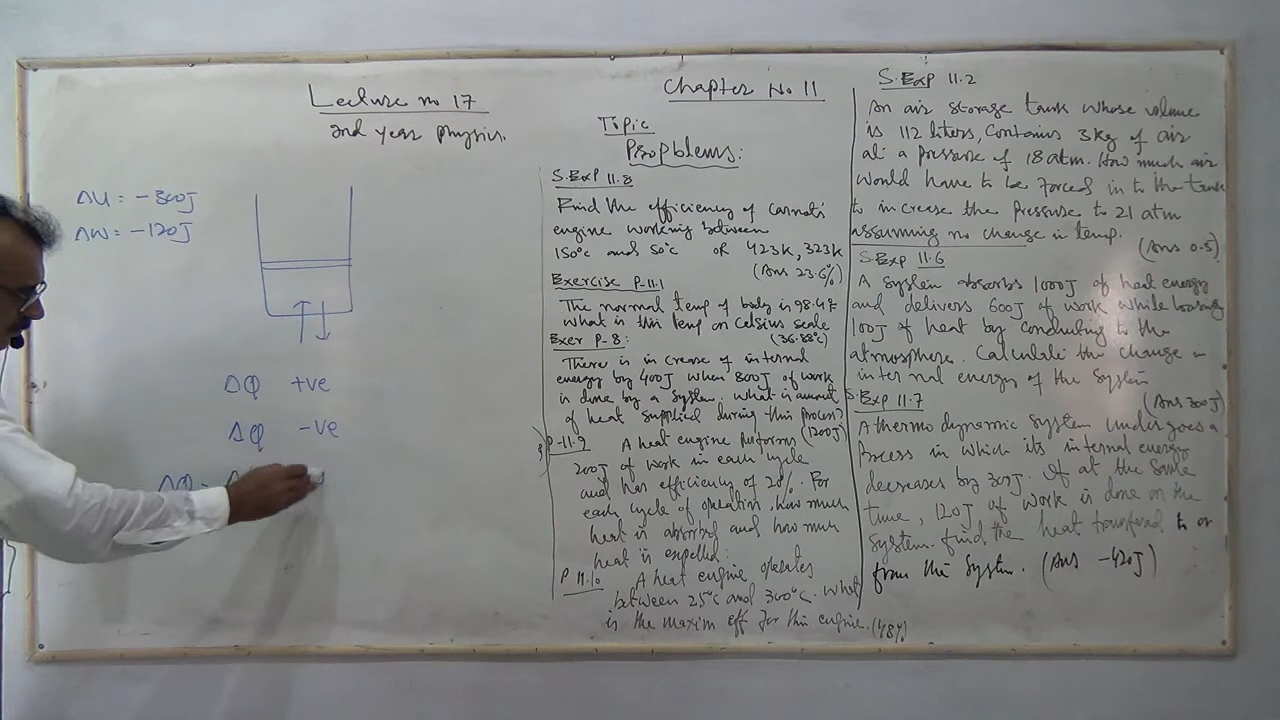 Lecture no 17
2nd year physics.
Chapter No 11
Topic
Propblems:
ΔU = -300J
ΔW = -120J
ΔQ +ve
ΔQ -ve
ΔQ =
S.Exp 11.8
Find the efficiency of Carnot's
engine working between
150°C and 50°C or 423K, 323K
(Ans 23.6%)
Exercise P-11.1
The normal temp of body is 98.4°F
what is this temp on Celsius scale
(36.88°C)
Exer P-8:
There is increase of internal
energy by 400J when 800J of work
is done by a system. what is amount
of heat supplied during this process?
(1200J)
P-11.9 A heat engine performs
200J of work in each cycle
and has efficiency of 20%. For
each cycle of operation, how much
heat is absorbing and how much
heat is expelled:
P 11.10 A heat engine operates
between 25°C and 300°C. what
is the maxim eff for this engine. (48%)
S.Exp 11.2
An air storage tank whose volume
is 112 liters, Contains 3kg of air
at a pressure of 18 atm. How much air
would have to be forced in to the tank
to increase the pressure to 21 atm
assuming no change in temp.
(Ans 0.5)
S Exp 11.6
A system absorbs 1000J of heat energy
and delivers 600J of work while loosing
100J of heat by conducting to the
atmosphere. Calculate the change in
internal energy of the system
(Ans 300J)
S.Exp 11.7
A thermodynamic system undergoes a
Process in which its internal energy
decreases by 300J. If at the same
time, 120J of work is done on the
system. find the heat transferred to or
from the system. (Ans -420J)